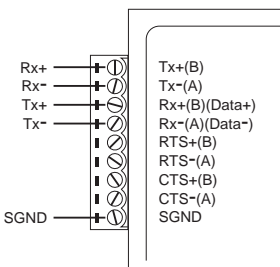 Rx+ Tx+(B)
Rx- Tx-(A)
Tx+ Rx+(B)(Data+)
Tx- Rx-(A)(Data-)
RTS+(B)
RTS-(A)
CTS+(B)
CTS-(A)
SGND SGND